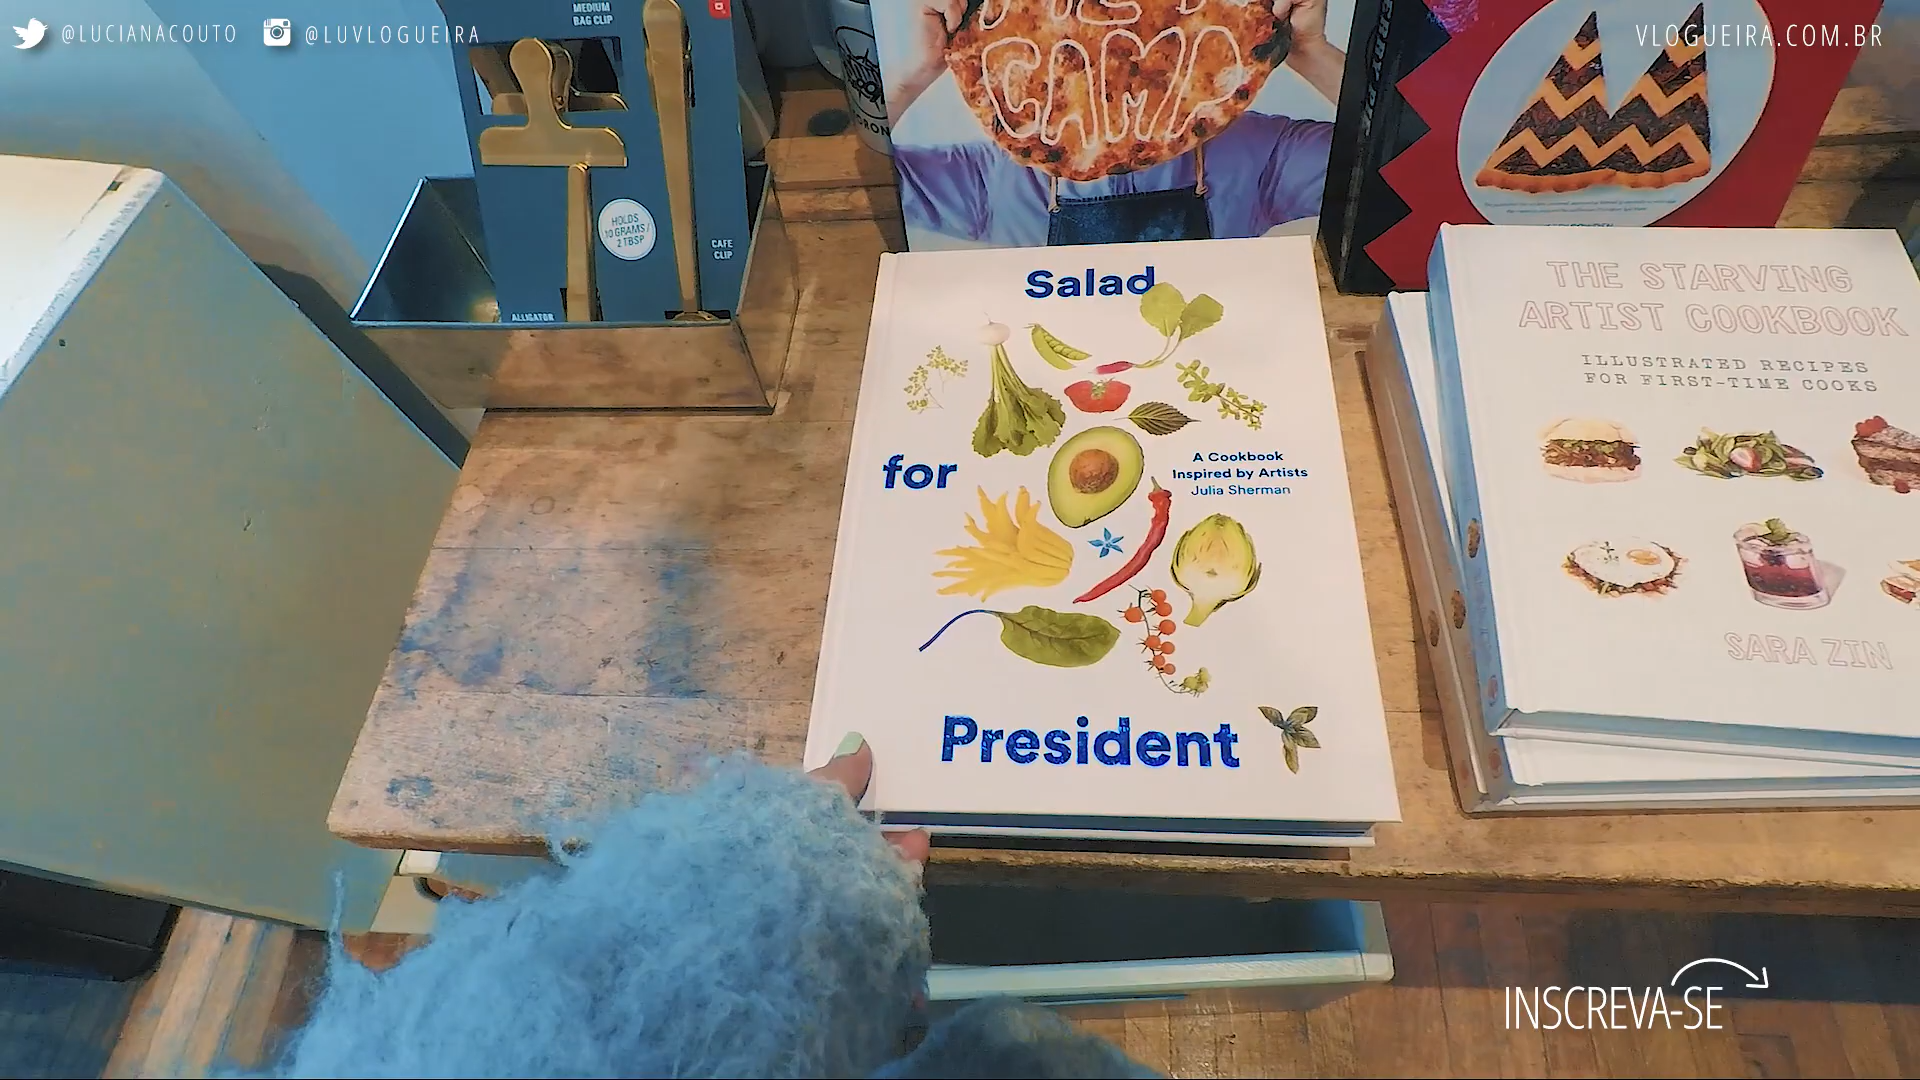 @LUCIANACOUTO
@LUVLOGUEIRA
VLOGUEIRA.COM.BR
MEDIUM
BAG CLIP
HOLDS
10 GRAMS /
2 TBSP
CAFE
CLIP
ALLIGATOR
CAMP
Salad
for
A Cookbook
Inspired by Artists
Julia Sherman
President
THE STARVING
ARTIST COOKBOOK
ILLUSTRATED RECIPES
FOR FIRST-TIME COOKS
SARA ZIN
INSCREVA-SE